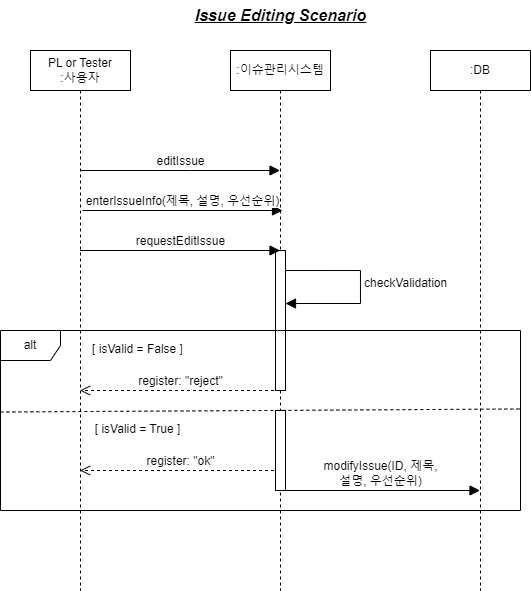 Issue Editing Scenario
PL or Tester
:사용자
:이슈관리시스템
:DB
editIssue
enterIssueInfo(제목, 설명, 우선순위)
requestEditIssue
checkValidation
alt
[ isValid = False ]
register: "reject"
[ isValid = True ]
register: "ok"
modifyIssue(ID, 제목,
설명, 우선순위)